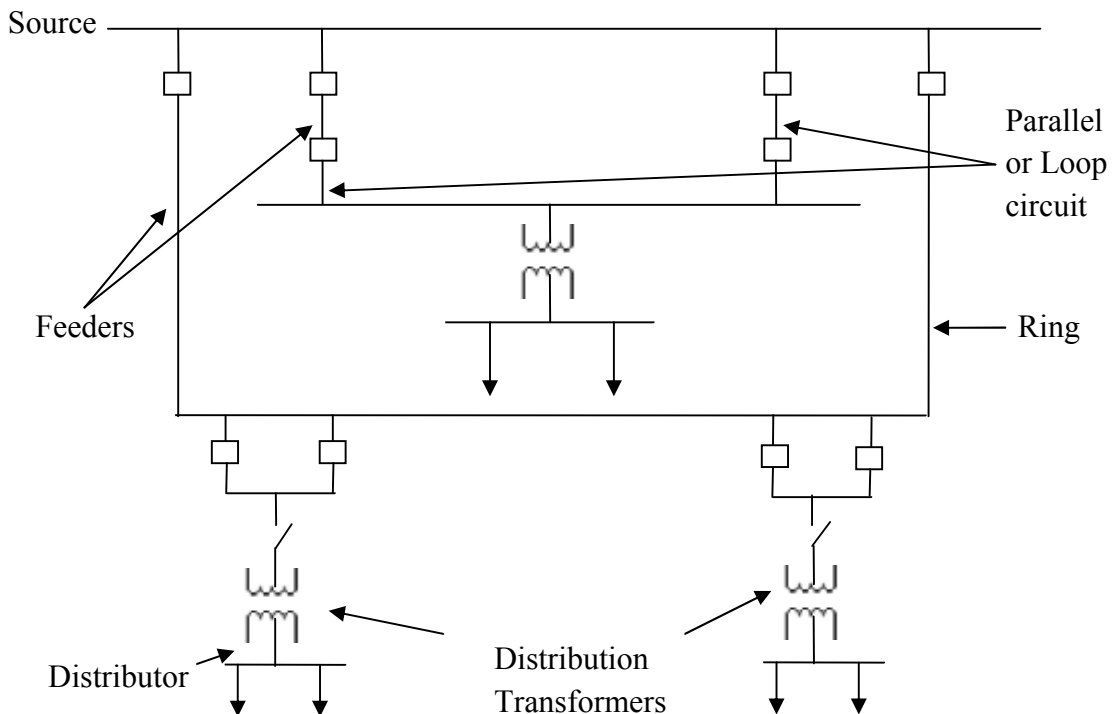 Source
Parallel
or Loop
circuit
Feeders
Ring
Distributor
Distribution
Transformers